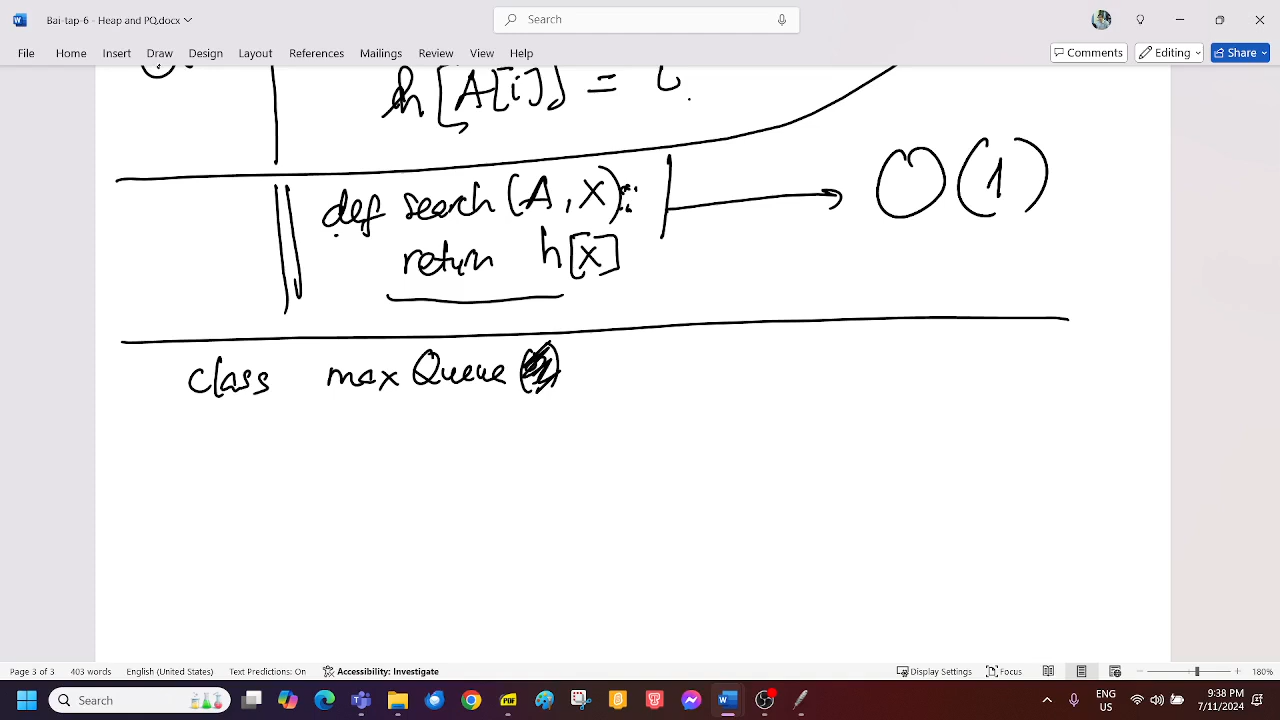 Bai-tap-6 - Heap and PQ.docx
Search
File Home Insert Draw Design Layout References Mailings Review View Help
Comments Editing Share
h[A[i]] = i.
def search (A, x):
return h[x]
O(1)
class maxQueue
Page 3 of 3 403 words English (United States) Text Predictions: On Accessibility: Investigate
Display Settings Focus 180%
Search
ENG
US
9:38 PM
7/11/2024